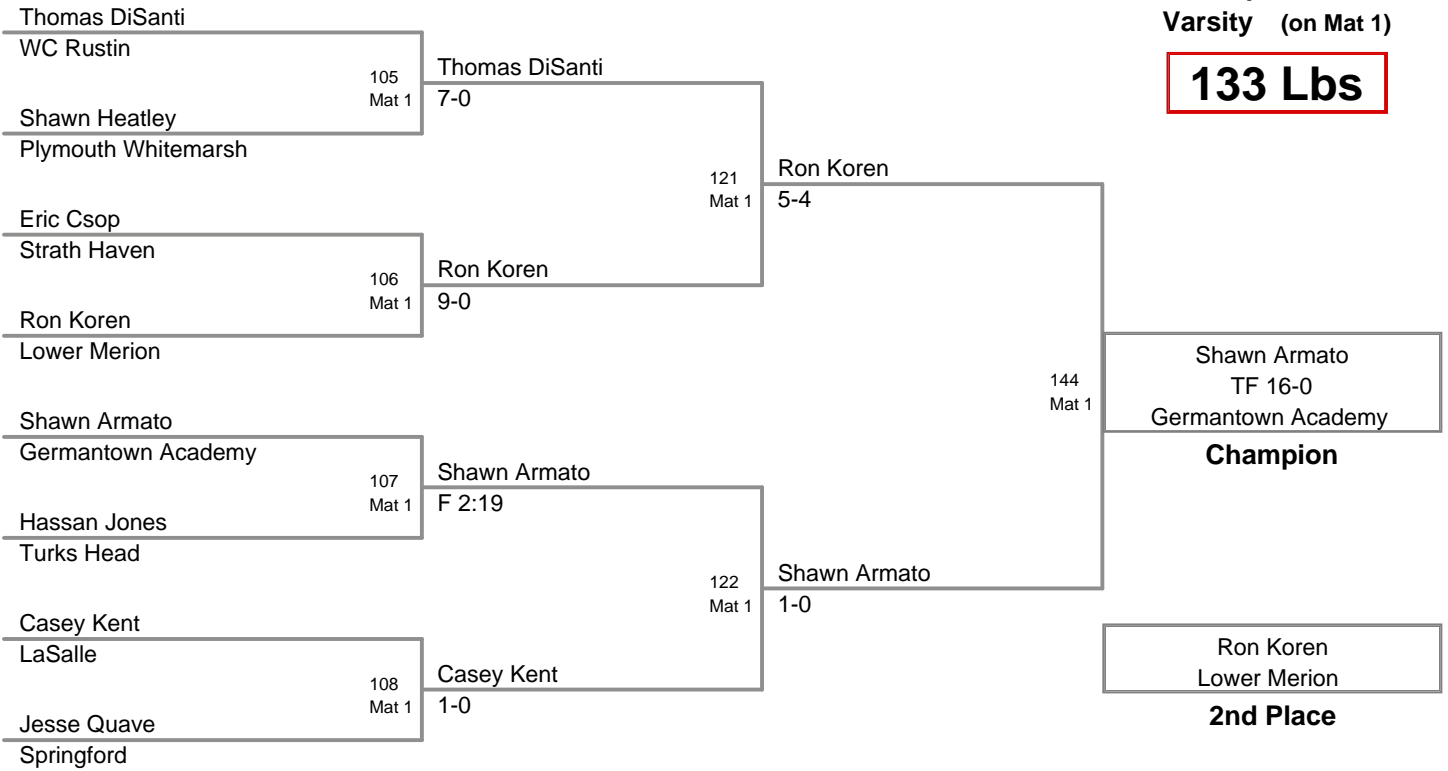 Varsity (on Mat 1)
133 Lbs
Thomas DiSanti
WC Rustin
105
Mat 1
Shawn Heatley
Plymouth Whitemarsh
Thomas DiSanti
7-0
Eric Csop
Strath Haven
106
Mat 1
Ron Koren
Lower Merion
Ron Koren
9-0
121
Mat 1
Ron Koren
5-4
Shawn Armato
Germantown Academy
107
Mat 1
Hassan Jones
Turks Head
Shawn Armato
F 2:19
Casey Kent
LaSalle
108
Mat 1
Jesse Quave
Springford
Casey Kent
1-0
122
Mat 1
Shawn Armato
1-0
144
Mat 1
Shawn Armato
TF 16-0
Germantown Academy
Champion
Ron Koren
Lower Merion
2nd Place